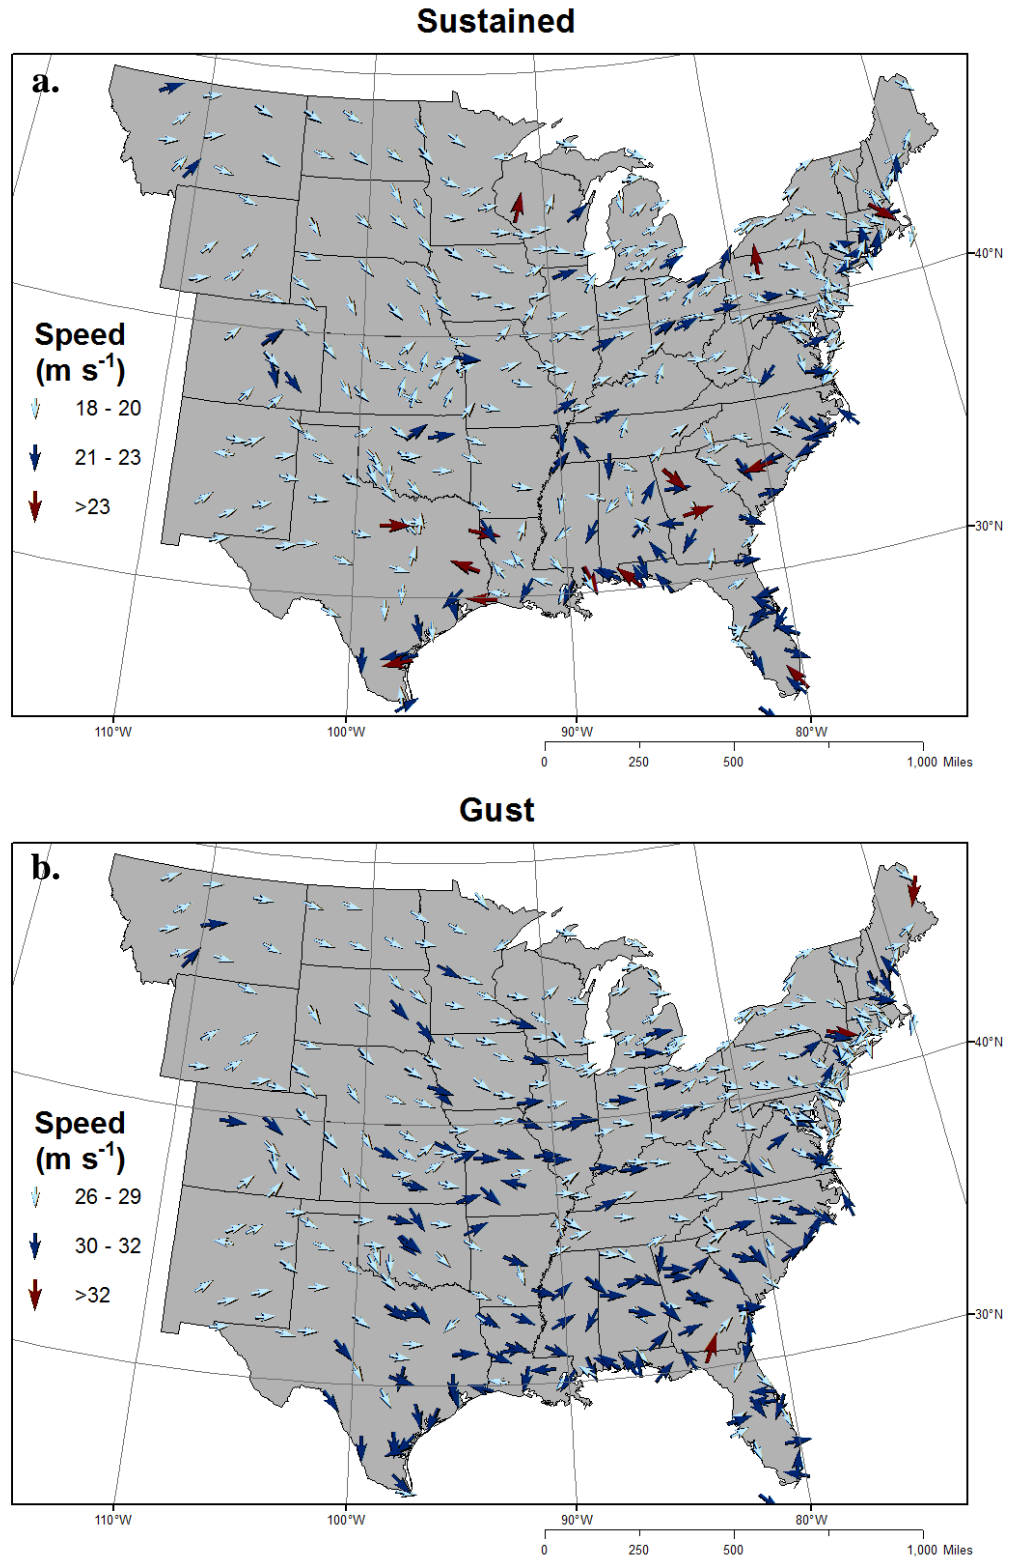 Sustained
a.
40°N
Speed
(m s-1)
18 - 20
21 - 23
>23
30°N
110°W 100°W 90°W 80°W
0 250 500 1,000 Miles
Gust
b.
40°N
Speed
(m s-1)
26 - 29
30 - 32
>32
30°N
110°W 100°W 90°W 80°W
0 250 500 1,000 Miles